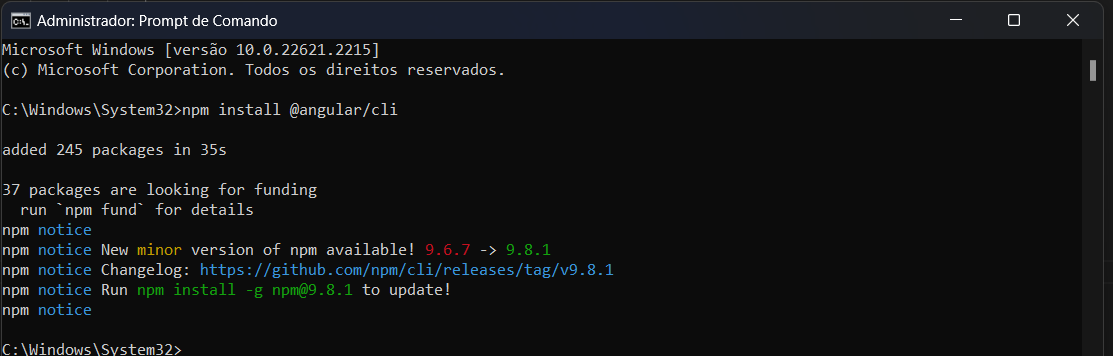 Administrador: Prompt de Comando
Microsoft Windows [versão 10.0.22621.2215]
(c) Microsoft Corporation. Todos os direitos reservados.
C:\Windows\System32>npm install @angular/cli
added 245 packages in 35s
37 packages are looking for funding
  run `npm fund` for details
npm notice
npm notice New minor version of npm available! 9.6.7 -> 9.8.1
npm notice Changelog: https://github.com/npm/cli/releases/tag/v9.8.1
npm notice Run npm install -g npm@9.8.1 to update!
npm notice
C:\Windows\System32>